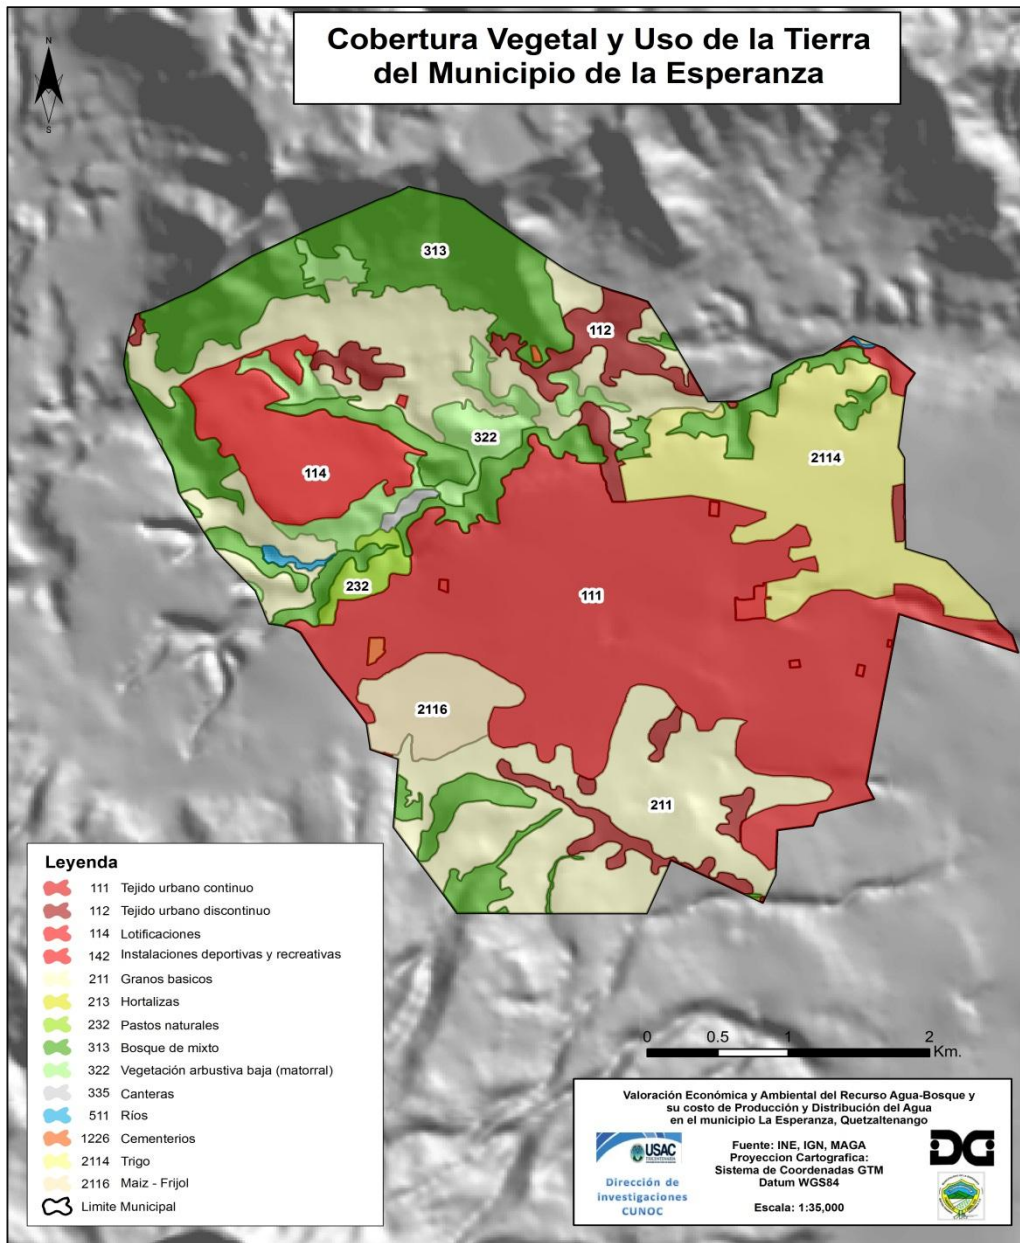 Cobertura Vegetal y Uso de la Tierra
del Municipio de la Esperanza
N
S
313
112
322
114
2114
232
111
2116
211
Leyenda
111 Tejido urbano continuo
112 Tejido urbano discontinuo
114 Lotificaciones
142 Instalaciones deportivas y recreativas
211 Granos basicos
213 Hortalizas
232 Pastos naturales
313 Bosque de mixto
322 Vegetación arbustiva baja (matorral)
335 Canteras
511 Ríos
1226 Cementerios
2114 Trigo
2116 Maiz - Frijol
Limite Municipal
0 0.5 1 2
Km.
Valoración Económica y Ambiental del Recurso Agua-Bosque y
su costo de Producción y Distribución del Agua
en el municipio La Esperanza, Quetzaltenango
USAC
Dirección de
investigaciones
CUNOC
Fuente: INE, IGN, MAGA
Proyeccion Cartografica:
Sistema de Coordenadas GTM
Datum WGS84
Escala: 1:35,000